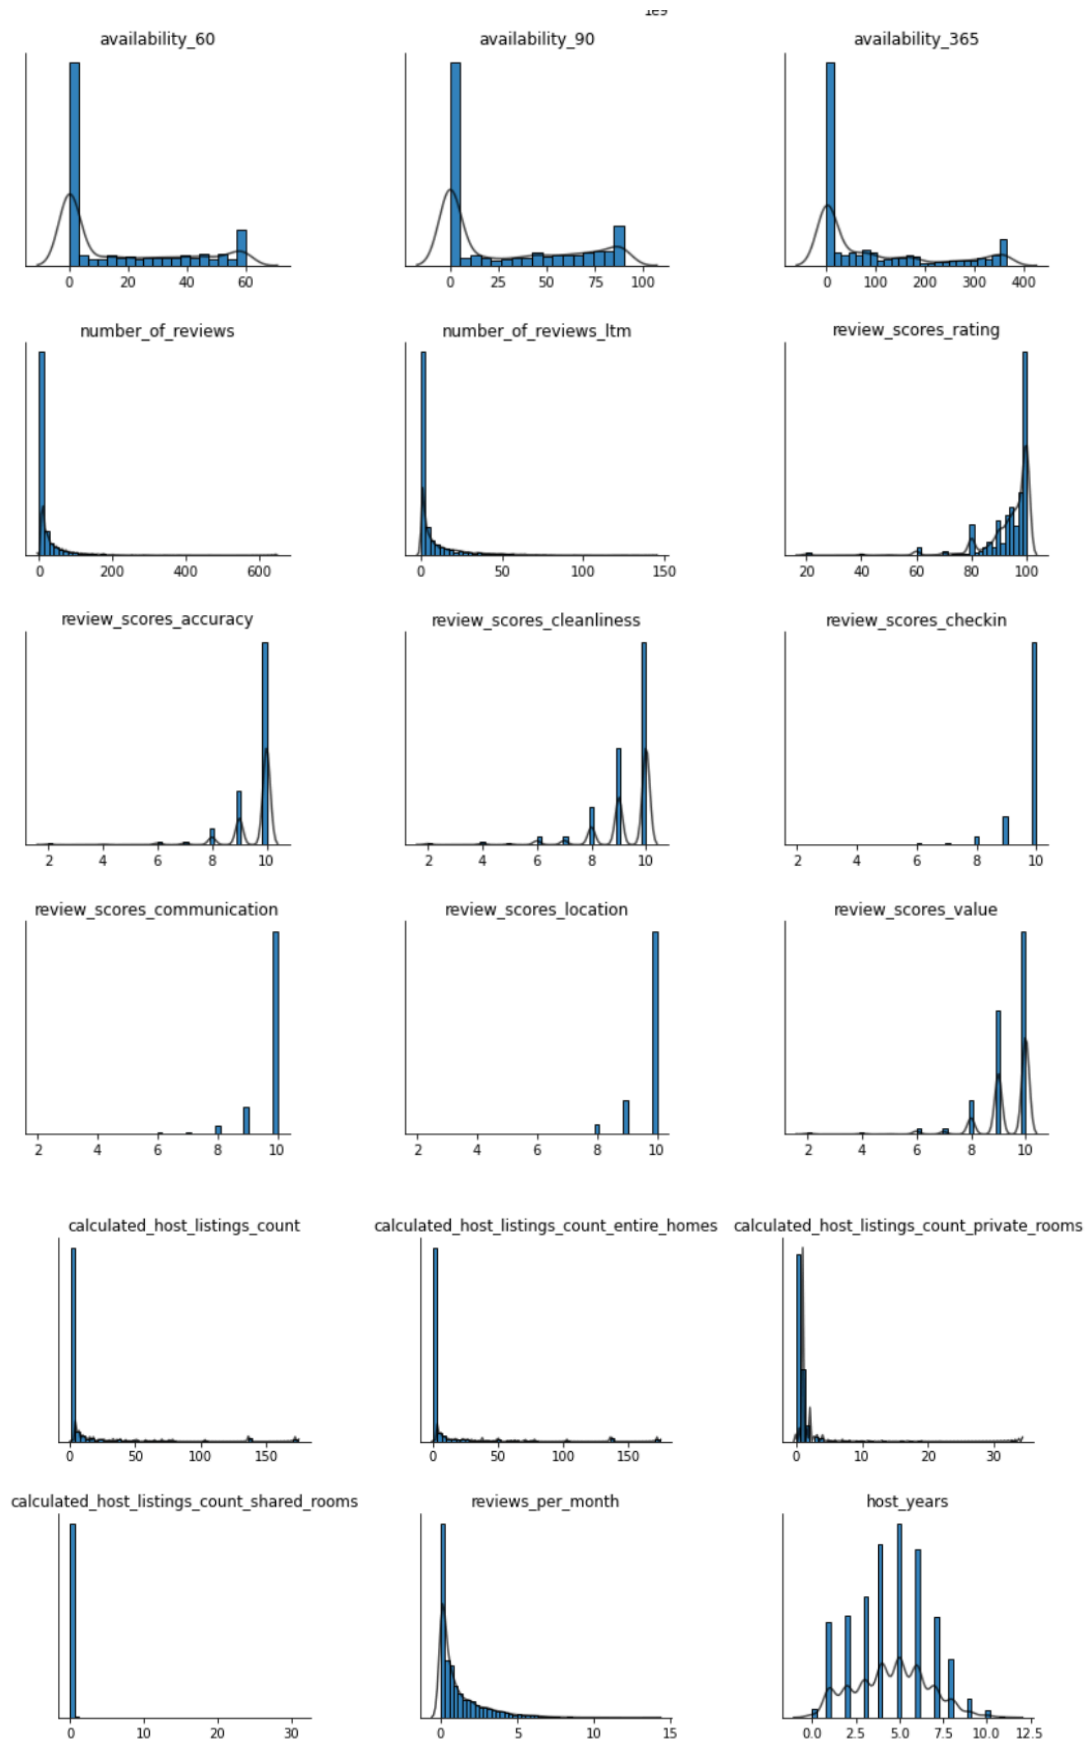 1e9
availability_60 availability_90 availability_365
0 20 40 60 0 25 50 75 100 0 100 200 300 400
number_of_reviews number_of_reviews_ltm review_scores_rating
0 200 400 600 0 50 100 150 20 40 60 80 100
review_scores_accuracy review_scores_cleanliness review_scores_checkin
2 4 6 8 10 2 4 6 8 10 2 4 6 8 10
review_scores_communication review_scores_location review_scores_value
2 4 6 8 10 2 4 6 8 10 2 4 6 8 10
calculated_host_listings_count calculated_host_listings_count_entire_homes calculated_host_listings_count_private_rooms
0 50 100 150 0 50 100 150 0 10 20 30
calculated_host_listings_count_shared_rooms reviews_per_month host_years
0 10 20 30 0 5 10 15 0.0 2.5 5.0 7.5 10.0 12.5